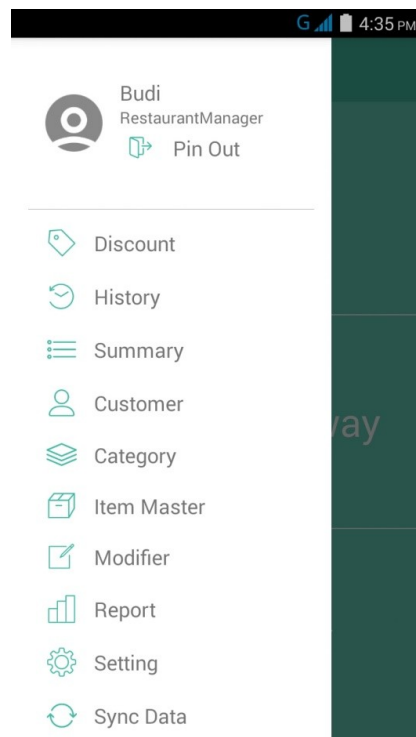 G 4:35 PM
Budi
RestaurantManager
Pin Out
Discount
History
Summary
Customer
way
Category
Item Master
Modifier
Report
Setting
Sync Data